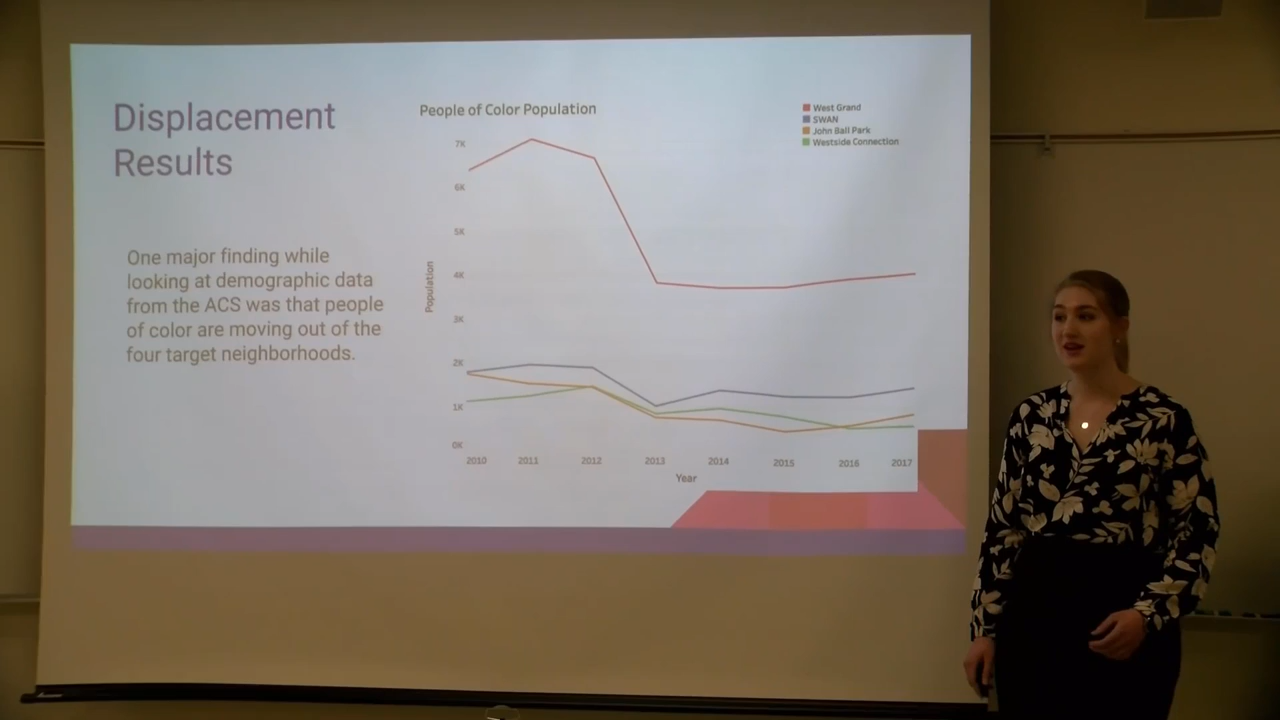 Displacement
Results
One major finding while
looking at demographic data
from the ACS was that people
of color are moving out of the
four target neighborhoods.
People of Color Population
West Grand
SWAN
John Ball Park
Westside Connection
7K
6K
5K
4K
3K
2K
1K
0K
Population
2010 2011 2012 2013 2014 2015 2016 2017
Year